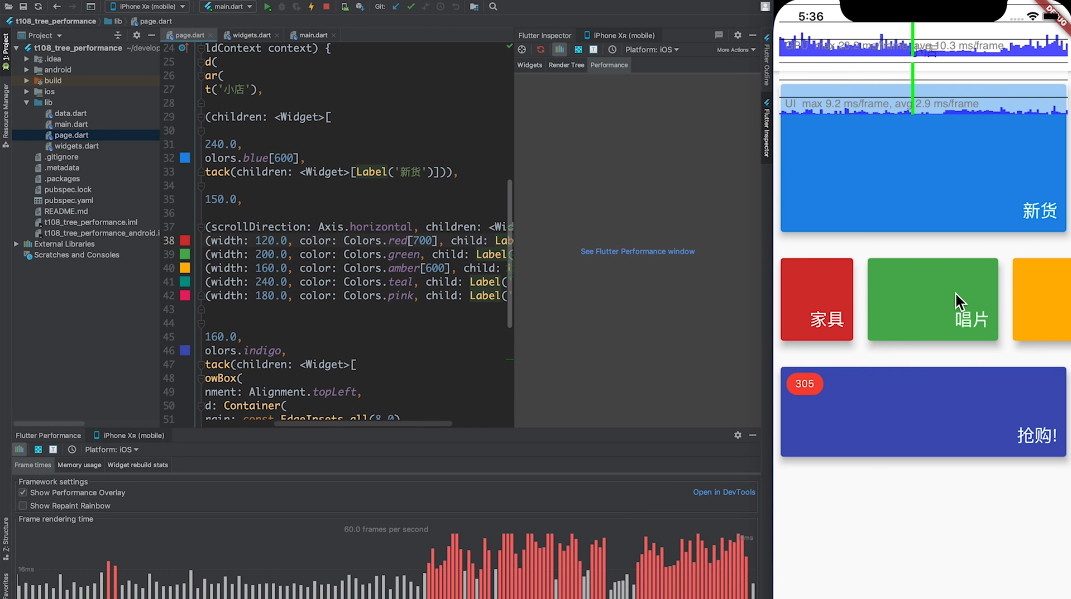 iPhone Xʀ (mobile)
main.dart
Git:
t108_tree_performance
lib
page.dart
Project
page.dart
widgets.dart
main.dart
t108_tree_performance ~/develop
.idea
android
build
ios
lib
data.dart
main.dart
page.dart
widgets.dart
.gitignore
.metadata
.packages
pubspec.lock
pubspec.yaml
README.md
t108_tree_performance.iml
t108_tree_performance_android.i
External Libraries
Scratches and Consoles
1: Project
Resource Manager
Z: Structure
Favorites
24 ldContext context) {
25 d(
26 ar(
27 t('小店'),
28
29 (children: <Widget>[
30
31 240.0,
32 olors.blue[600],
33 tack(children: <Widget>[Label('新货')])),
34
35 150.0,
36
37 (scrollDirection: Axis.horizontal, children: <Wid
38 (width: 120.0, color: Colors.red[700], child: Lab
39 (width: 200.0, color: Colors.green, child: Label(
40 (width: 160.0, color: Colors.amber[600], child:
41 (width: 240.0, color: Colors.teal, child: Label(
42 (width: 180.0, color: Colors.pink, child: Label(
43
44
45 160.0,
46 olors.indigo,
47 tack(children: <Widget>[
48 owBox(
49 nment: Alignment.topLeft,
50 d: Container(
51 rgin: const EdgeInsets.all(8.0)
Flutter Inspector
iPhone Xʀ (mobile)
Platform: iOS
More Actions
Widgets
Render Tree
Performance
See Flutter Performance window
Flutter Outline
Flutter Inspector
Flutter Performance
iPhone Xʀ (mobile)
Platform: iOS
Frame times
Memory usage
Widget rebuild stats
Framework settings
Show Performance Overlay
Open in DevTools
Show Repaint Rainbow
Frame rendering time
60.0 frames per second
16ms
5:36
avg 10.3 ms/frame
UI max 9.2 ms/frame, avg 2.9 ms/frame
新货
家具
唱片
305
抢购!